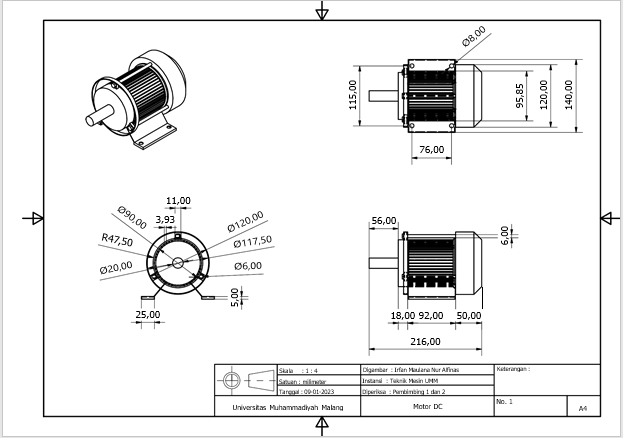 Ø8,00
115,00
95,85
120,00
140,00
76,00
11,00
Ø90,00
3,93
Ø120,00
R47,50
Ø117,50
Ø20,00
Ø6,00
5,00
25,00
56,00
6,00
18,00
92,00
50,00
216,00
Skala : 1 : 4
Digambar : Irfan Maulana Nur Alfinas
Keterangan :
Satuan : milimeter
Instansi : Teknik Mesin UMM
Tanggal : 09-01-2023
Diperiksa : Pembimbing 1 dan 2
Universitas Muhammadiyah Malang
Motor DC
No. 1
A4